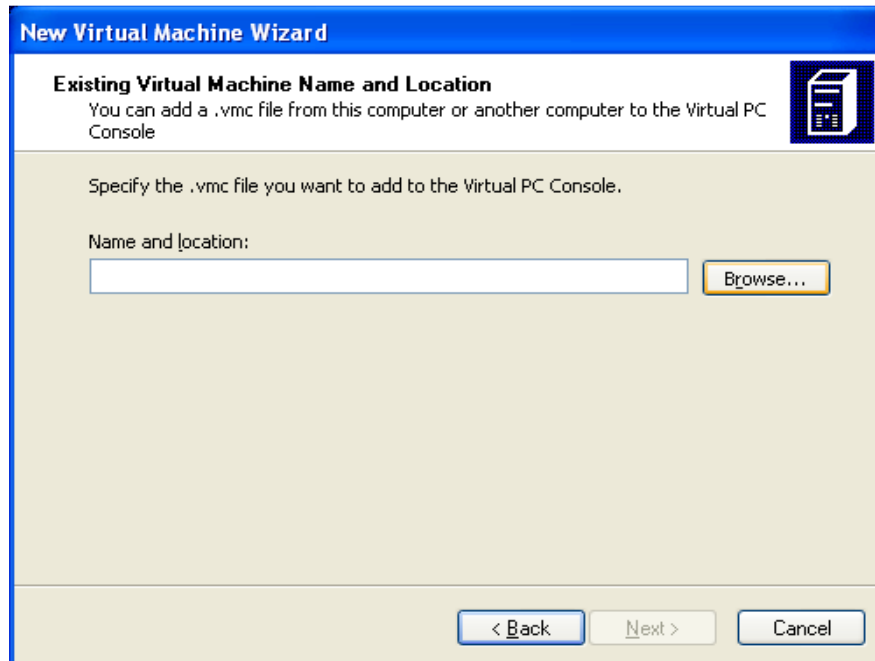 New Virtual Machine Wizard
Existing Virtual Machine Name and Location
You can add a .vmc file from this computer or another computer to the Virtual PC
Console
Specify the .vmc file you want to add to the Virtual PC Console.
Name and location:
Browse...
< Back Next > Cancel